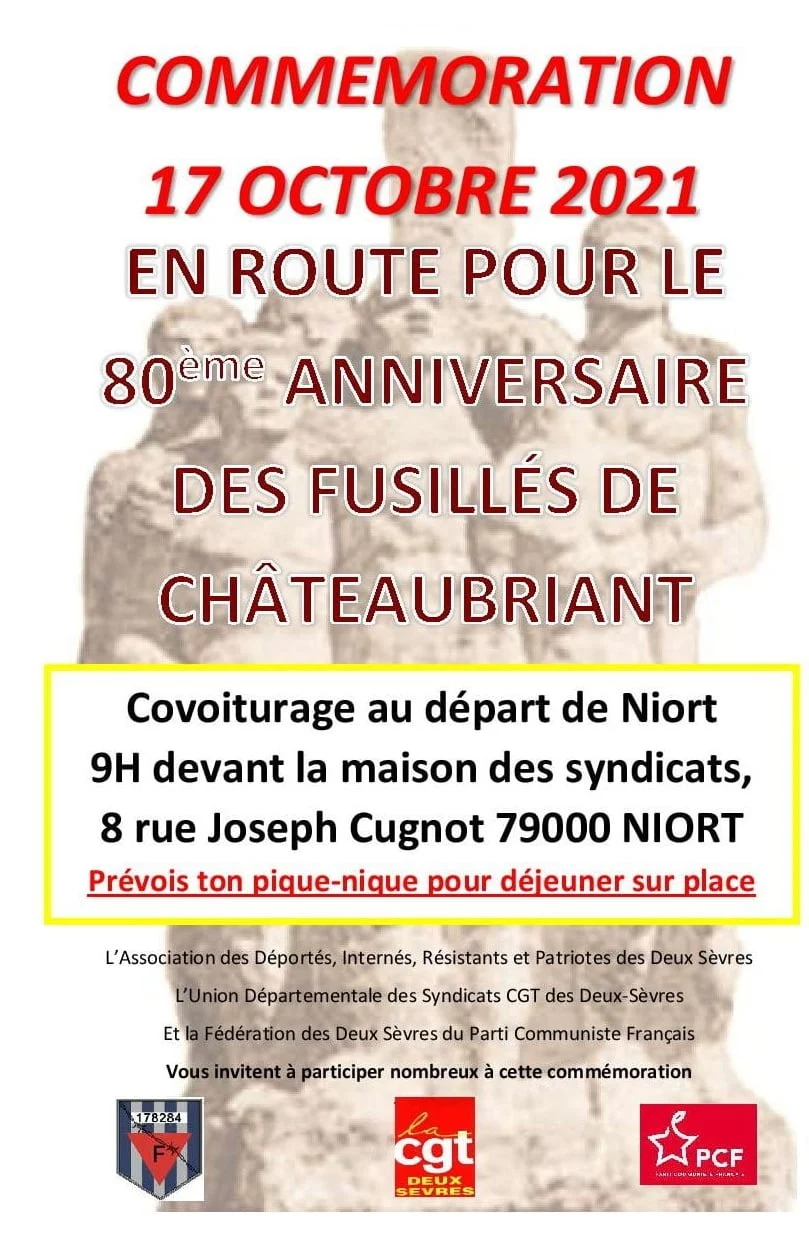 COMMEMORATION
17 OCTOBRE 2021
EN ROUTE POUR LE
80ème ANNIVERSAIRE
DES FUSILLÉS DE
CHÂTEAUBRIANT
Covoiturage au départ de Niort
9H devant la maison des syndicats,
8 rue Joseph Cugnot 79000 NIORT
Prévois ton pique-nique pour déjeuner sur place
L’Association des Déportés, Internés, Résistants et Patriotes des Deux Sèvres
L’Union Départementale des Syndicats CGT des Deux-Sèvres
Et la Fédération des Deux Sèvres du Parti Communiste Français
Vous invitent à participer nombreux à cette commémoration
178284
F
la
cgt
DEUX
SEVRES
PCF
PARTI COMMUNISTE FRANÇAIS